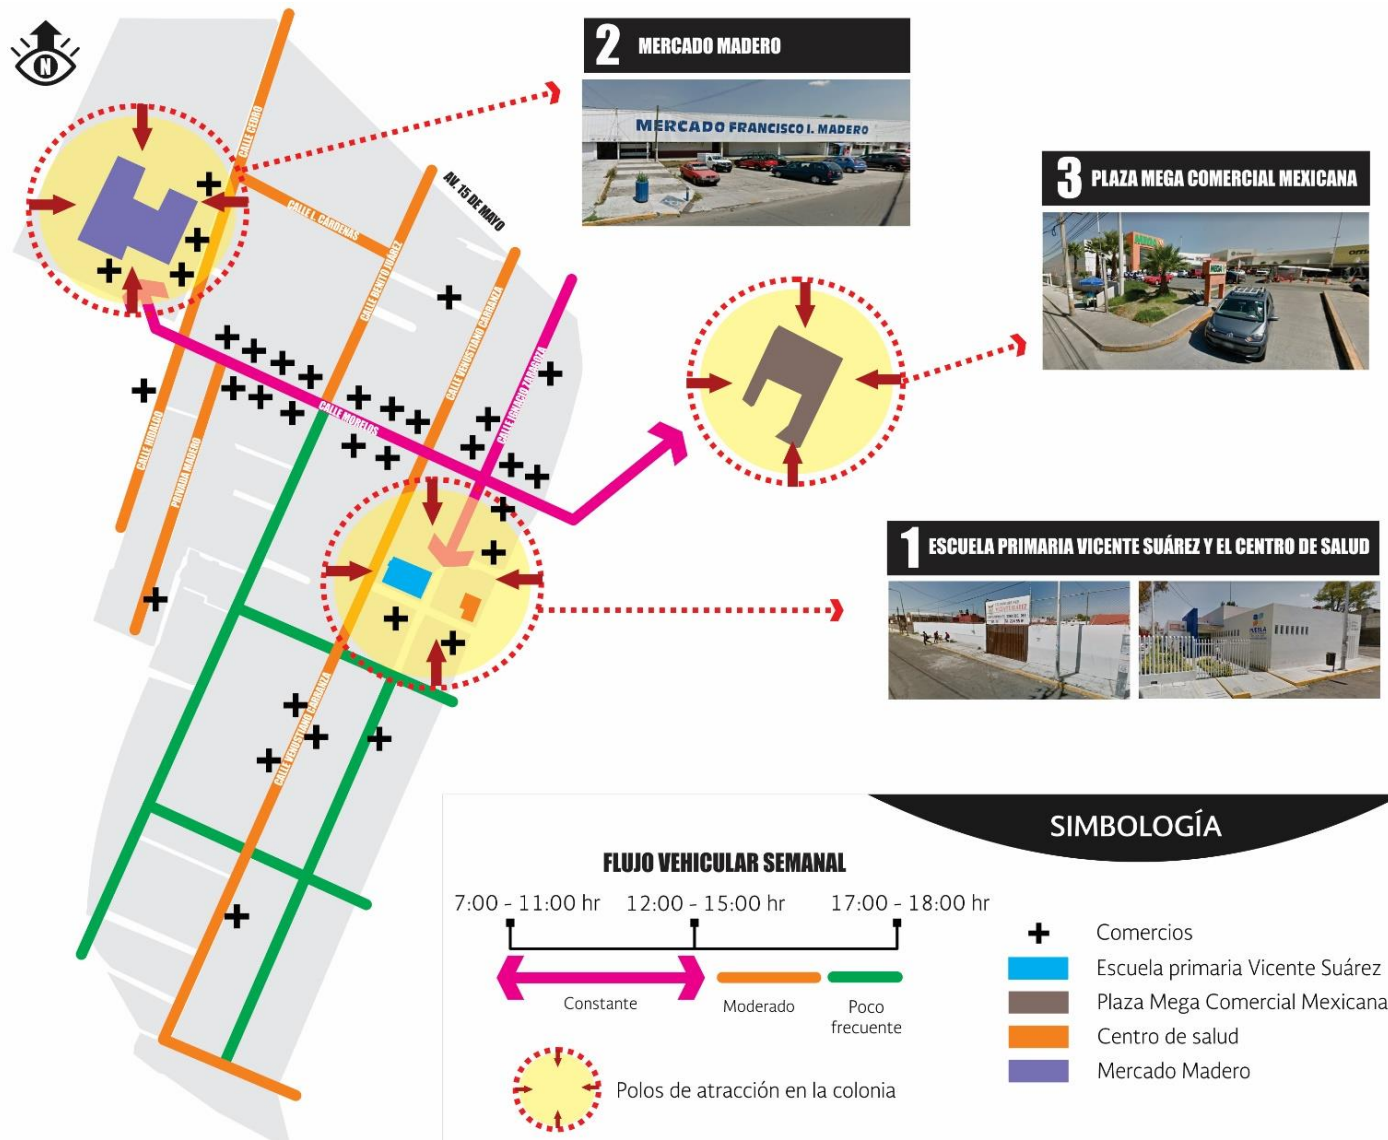 N
2 MERCADO MADERO
MERCADO FRANCISCO I. MADERO
3 PLAZA MEGA COMERCIAL MEXICANA
MEGA
MEGA
CALLE CEDRO
AV. 15 DE MAYO
CALLE L. CARDENAS
CALLE BENITO JUÁREZ
CALLE VENUSTIANO CARRANZA
CALLE IGNACIO ZARAGOZA
CALLE MORELOS
CALLE HIDALGO
PRIVADA MADERO
CALLE VENUSTIANO CARRANZA
1 ESCUELA PRIMARIA VICENTE SUÁREZ Y EL CENTRO DE SALUD
SIMBOLOGÍA
FLUJO VEHICULAR SEMANAL
7:00 - 11:00 hr 12:00 - 15:00 hr 17:00 - 18:00 hr
Constante
Moderado
Poco
frecuente
Polos de atracción en la colonia
Comercios
Escuela primaria Vicente Suárez
Plaza Mega Comercial Mexicana
Centro de salud
Mercado Madero